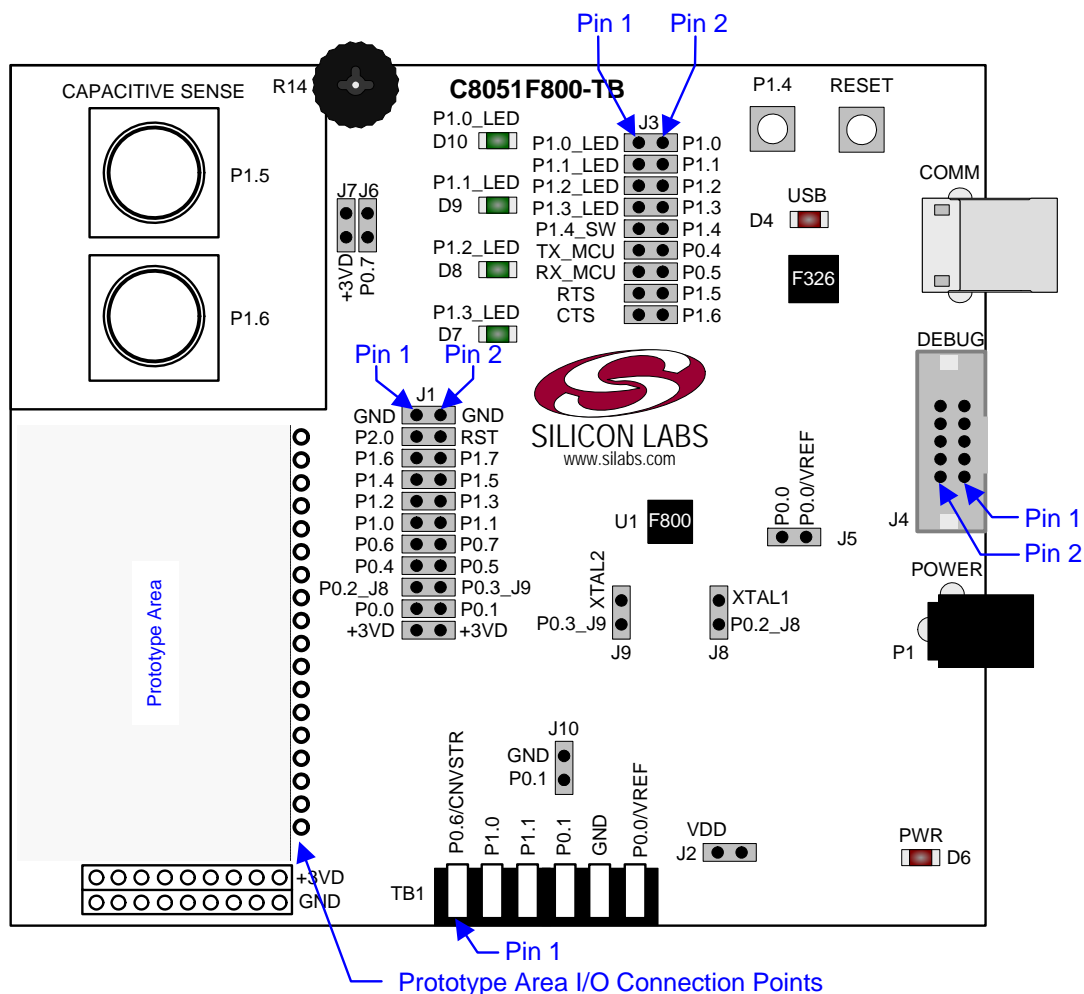 Pin 1
Pin 2
CAPACITIVE SENSE
R14
C8051F800-TB
P1.4
RESET
P1.0_LED
D10
J3
P1.0_LED P1.0
P1.1_LED P1.1
P1.2_LED P1.2
P1.3_LED P1.3
P1.4_SW P1.4
TX_MCU P0.4
RX_MCU P0.5
RTS P1.5
CTS P1.6
P1.5
P1.6
J7
J6
+3VD
P0.7
P1.1_LED
D9
P1.2_LED
D8
P1.3_LED
D7
USB
D4
F326
COMM
DEBUG
Pin 1
Pin 2
J1
GND GND
P2.0 RST
P1.6 P1.7
P1.4 P1.5
P1.2 P1.3
P1.0 P1.1
P0.6 P0.7
P0.4 P0.5
P0.2_J8 P0.3_J9
P0.0 P0.1
+3VD +3VD
SILICON LABS
www.silabs.com
U1
F800
P0.0
P0.0/VREF
J5
J4
Pin 1
Pin 2
POWER
P1
XTAL2
P0.3_J9
J9
XTAL1
P0.2_J8
J8
Prototype Area
J10
GND
P0.1
P0.6/CNVSTR
P1.0
P1.1
P0.1
GND
P0.0/VREF
VDD
J2
PWR
D6
+3VD
GND
TB1
Pin 1
Prototype Area I/O Connection Points